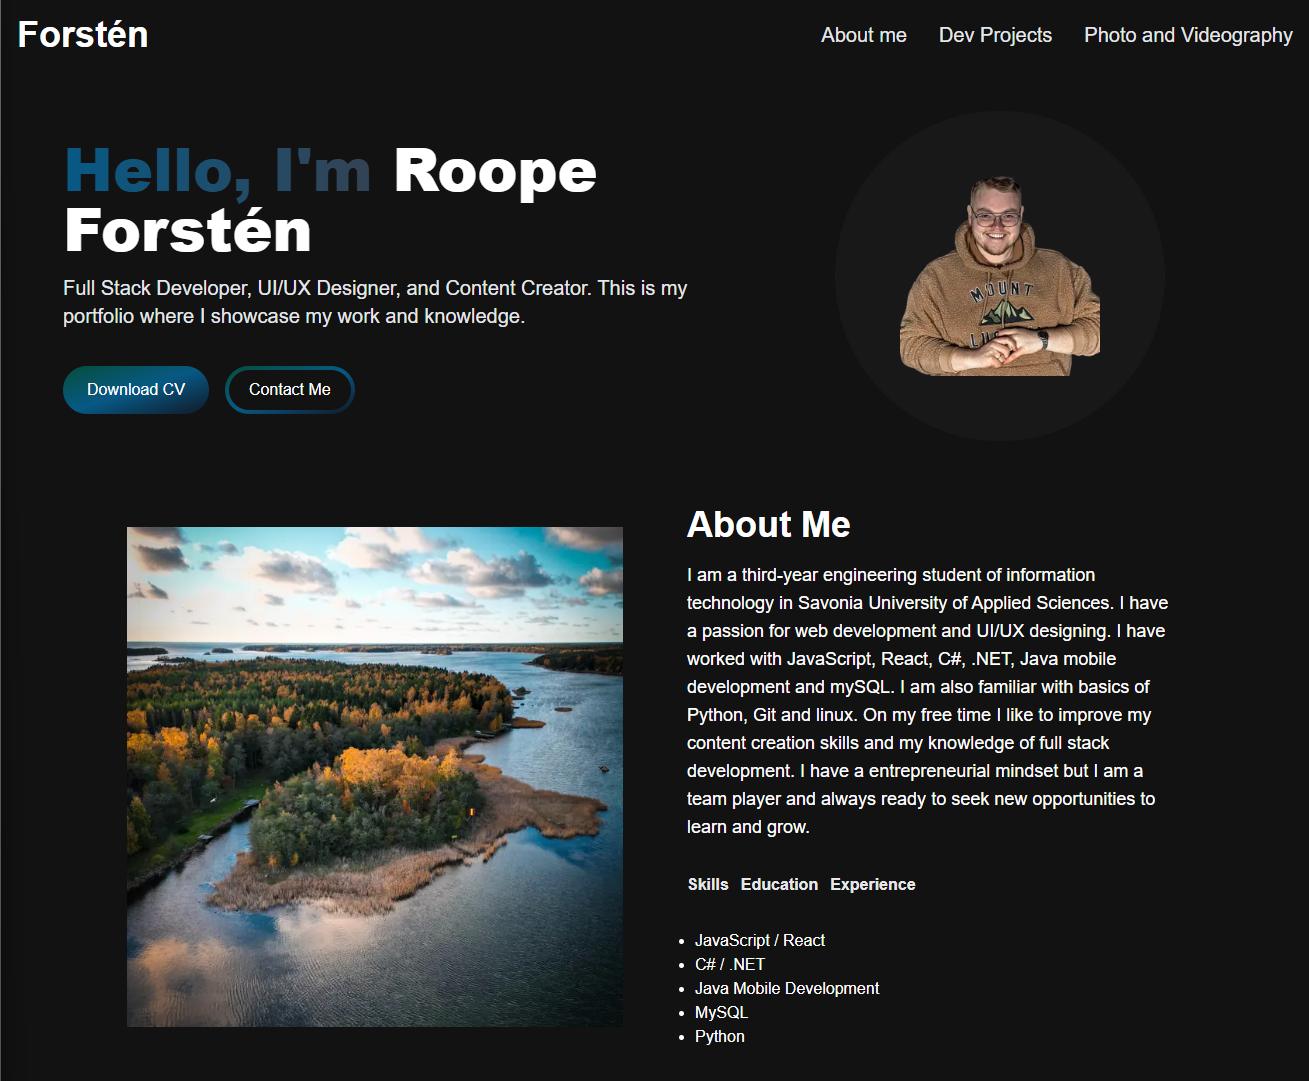 Forstén
About me Dev Projects Photo and Videography
Hello, I'm Roope
Forstén
Full Stack Developer, UI/UX Designer, and Content Creator. This is my
portfolio where I showcase my work and knowledge.
Download CV Contact Me
MOUNT
About Me
I am a third-year engineering student of information
technology in Savonia University of Applied Sciences. I have
a passion for web development and UI/UX designing. I have
worked with JavaScript, React, C#, .NET, Java mobile
development and mySQL. I am also familiar with basics of
Python, Git and linux. On my free time I like to improve my
content creation skills and my knowledge of full stack
development. I have a entrepreneurial mindset but I am a
team player and always ready to seek new opportunities to
learn and grow.
Skills Education Experience
• JavaScript / React
• C# / .NET
• Java Mobile Development
• MySQL
• Python